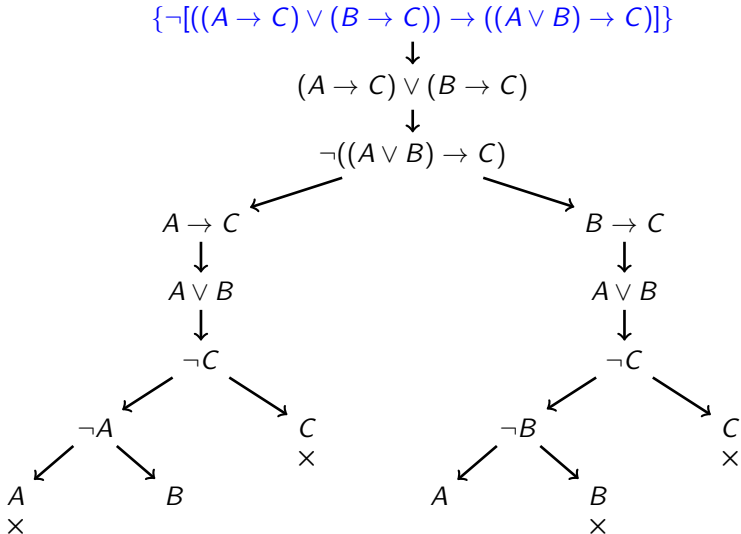 {¬[((A → C) ∨ (B → C)) → ((A ∨ B) → C)]}
(A → C) ∨ (B → C)
¬((A ∨ B) → C)
A → C B → C
A ∨ B A ∨ B
¬C ¬C
¬A C ¬B C
× ×
A B A B
× ×